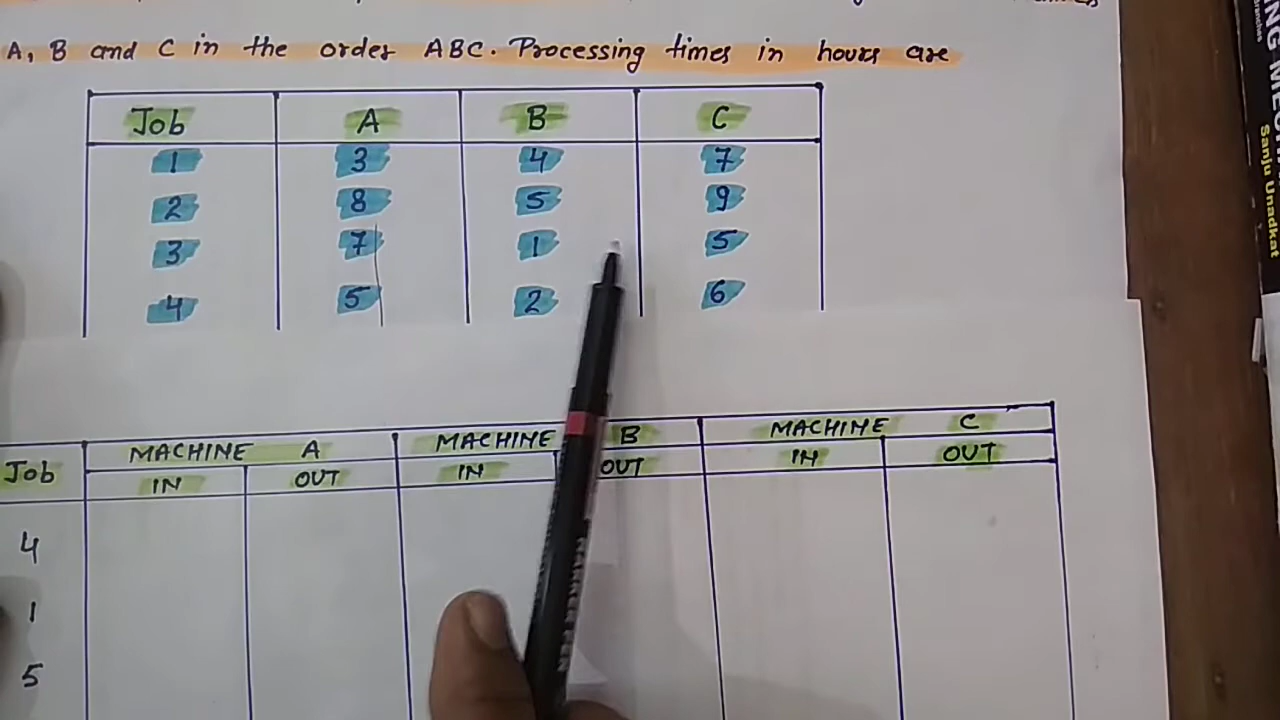 A, B and C in the order ABC. Processing times in hours are
Job A B C
1 3 4 7
2 8 5 9
3 7 1 5
4 5 2 6
Job MACHINE A MACHINE B MACHINE C
IN OUT IN OUT IN OUT
4
1
5
Sanju Unadkat